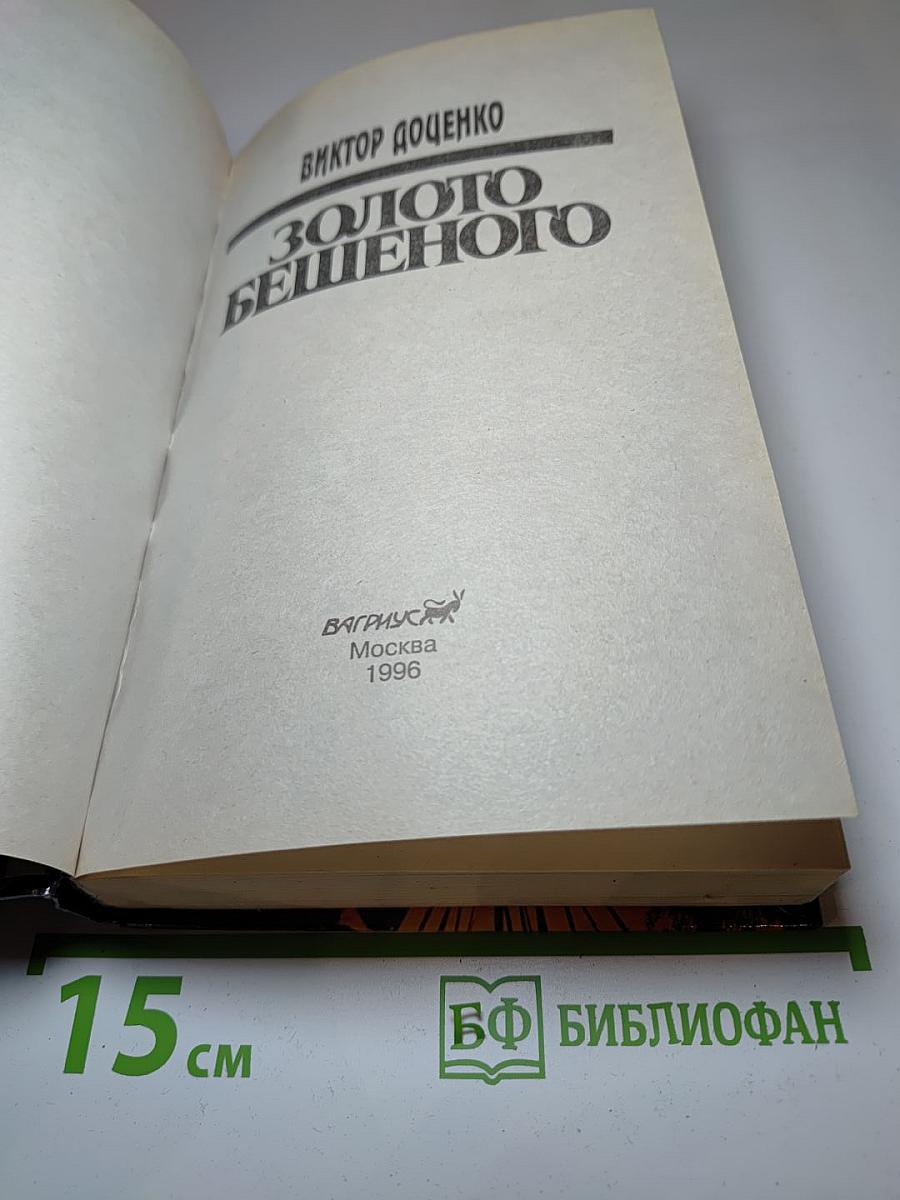 ВИКТОР ДОЦЕНКО
ЗОЛОТО
БЕШЕНОГО
ВАГРИУС
Москва
1996
15 см
БФ БИБЛИОФАН